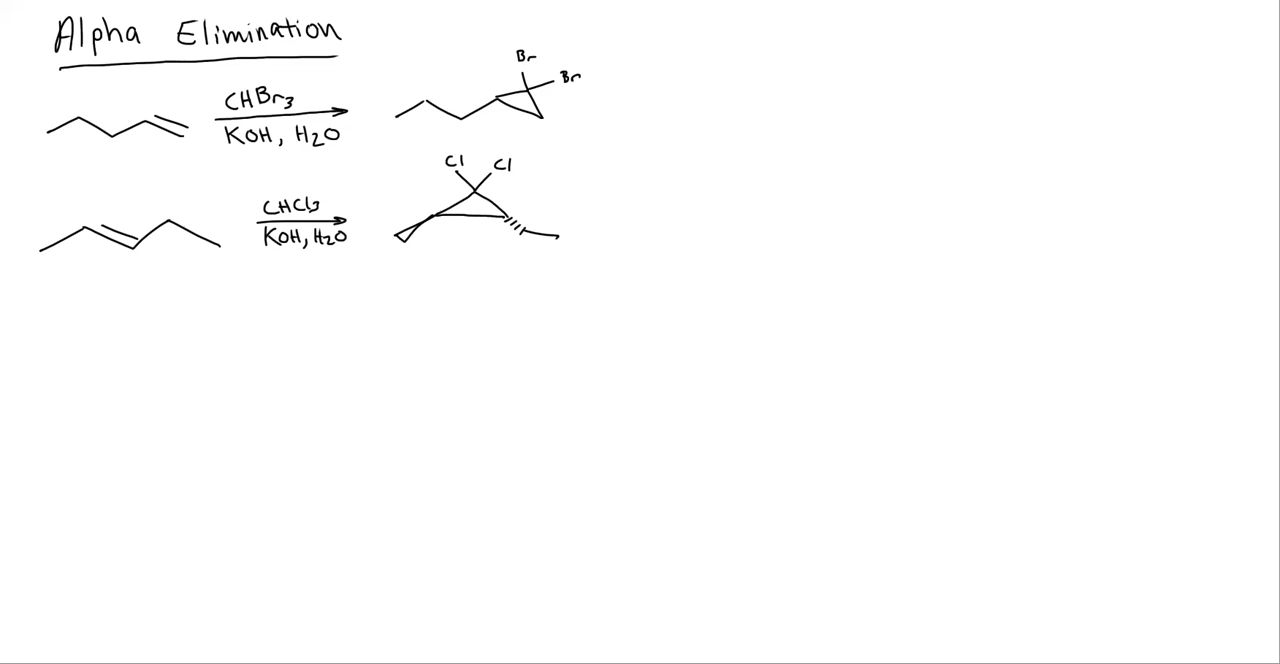 Alpha Elimination
Br
Br
CHBr3
KOH, H2O
Cl Cl
CHCl3
KOH, H2O